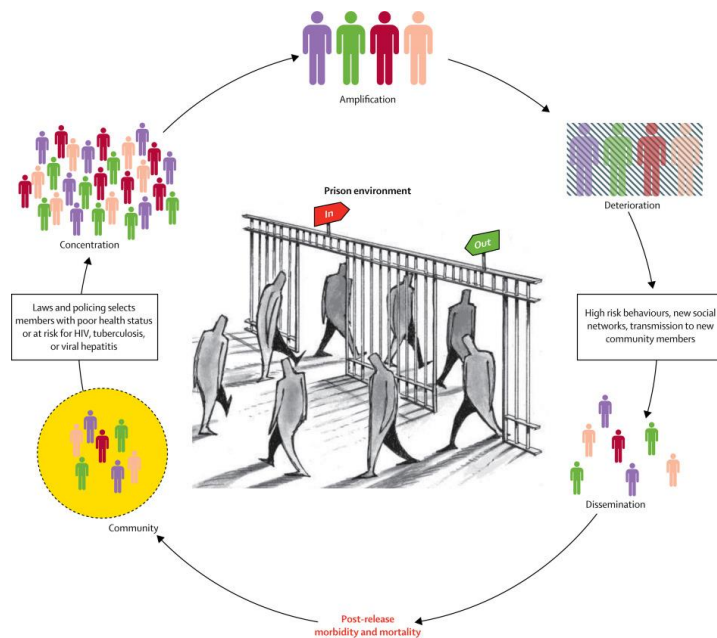 Amplification
Deterioration
Prison environment
In
Out
Concentration
Laws and policing selects
members with poor health status
or at risk for HIV, tuberculosis,
or viral hepatitis
High risk behaviours, new social
networks, transmission to new
community members
Community
Dissemination
Post-release
morbidity and mortality